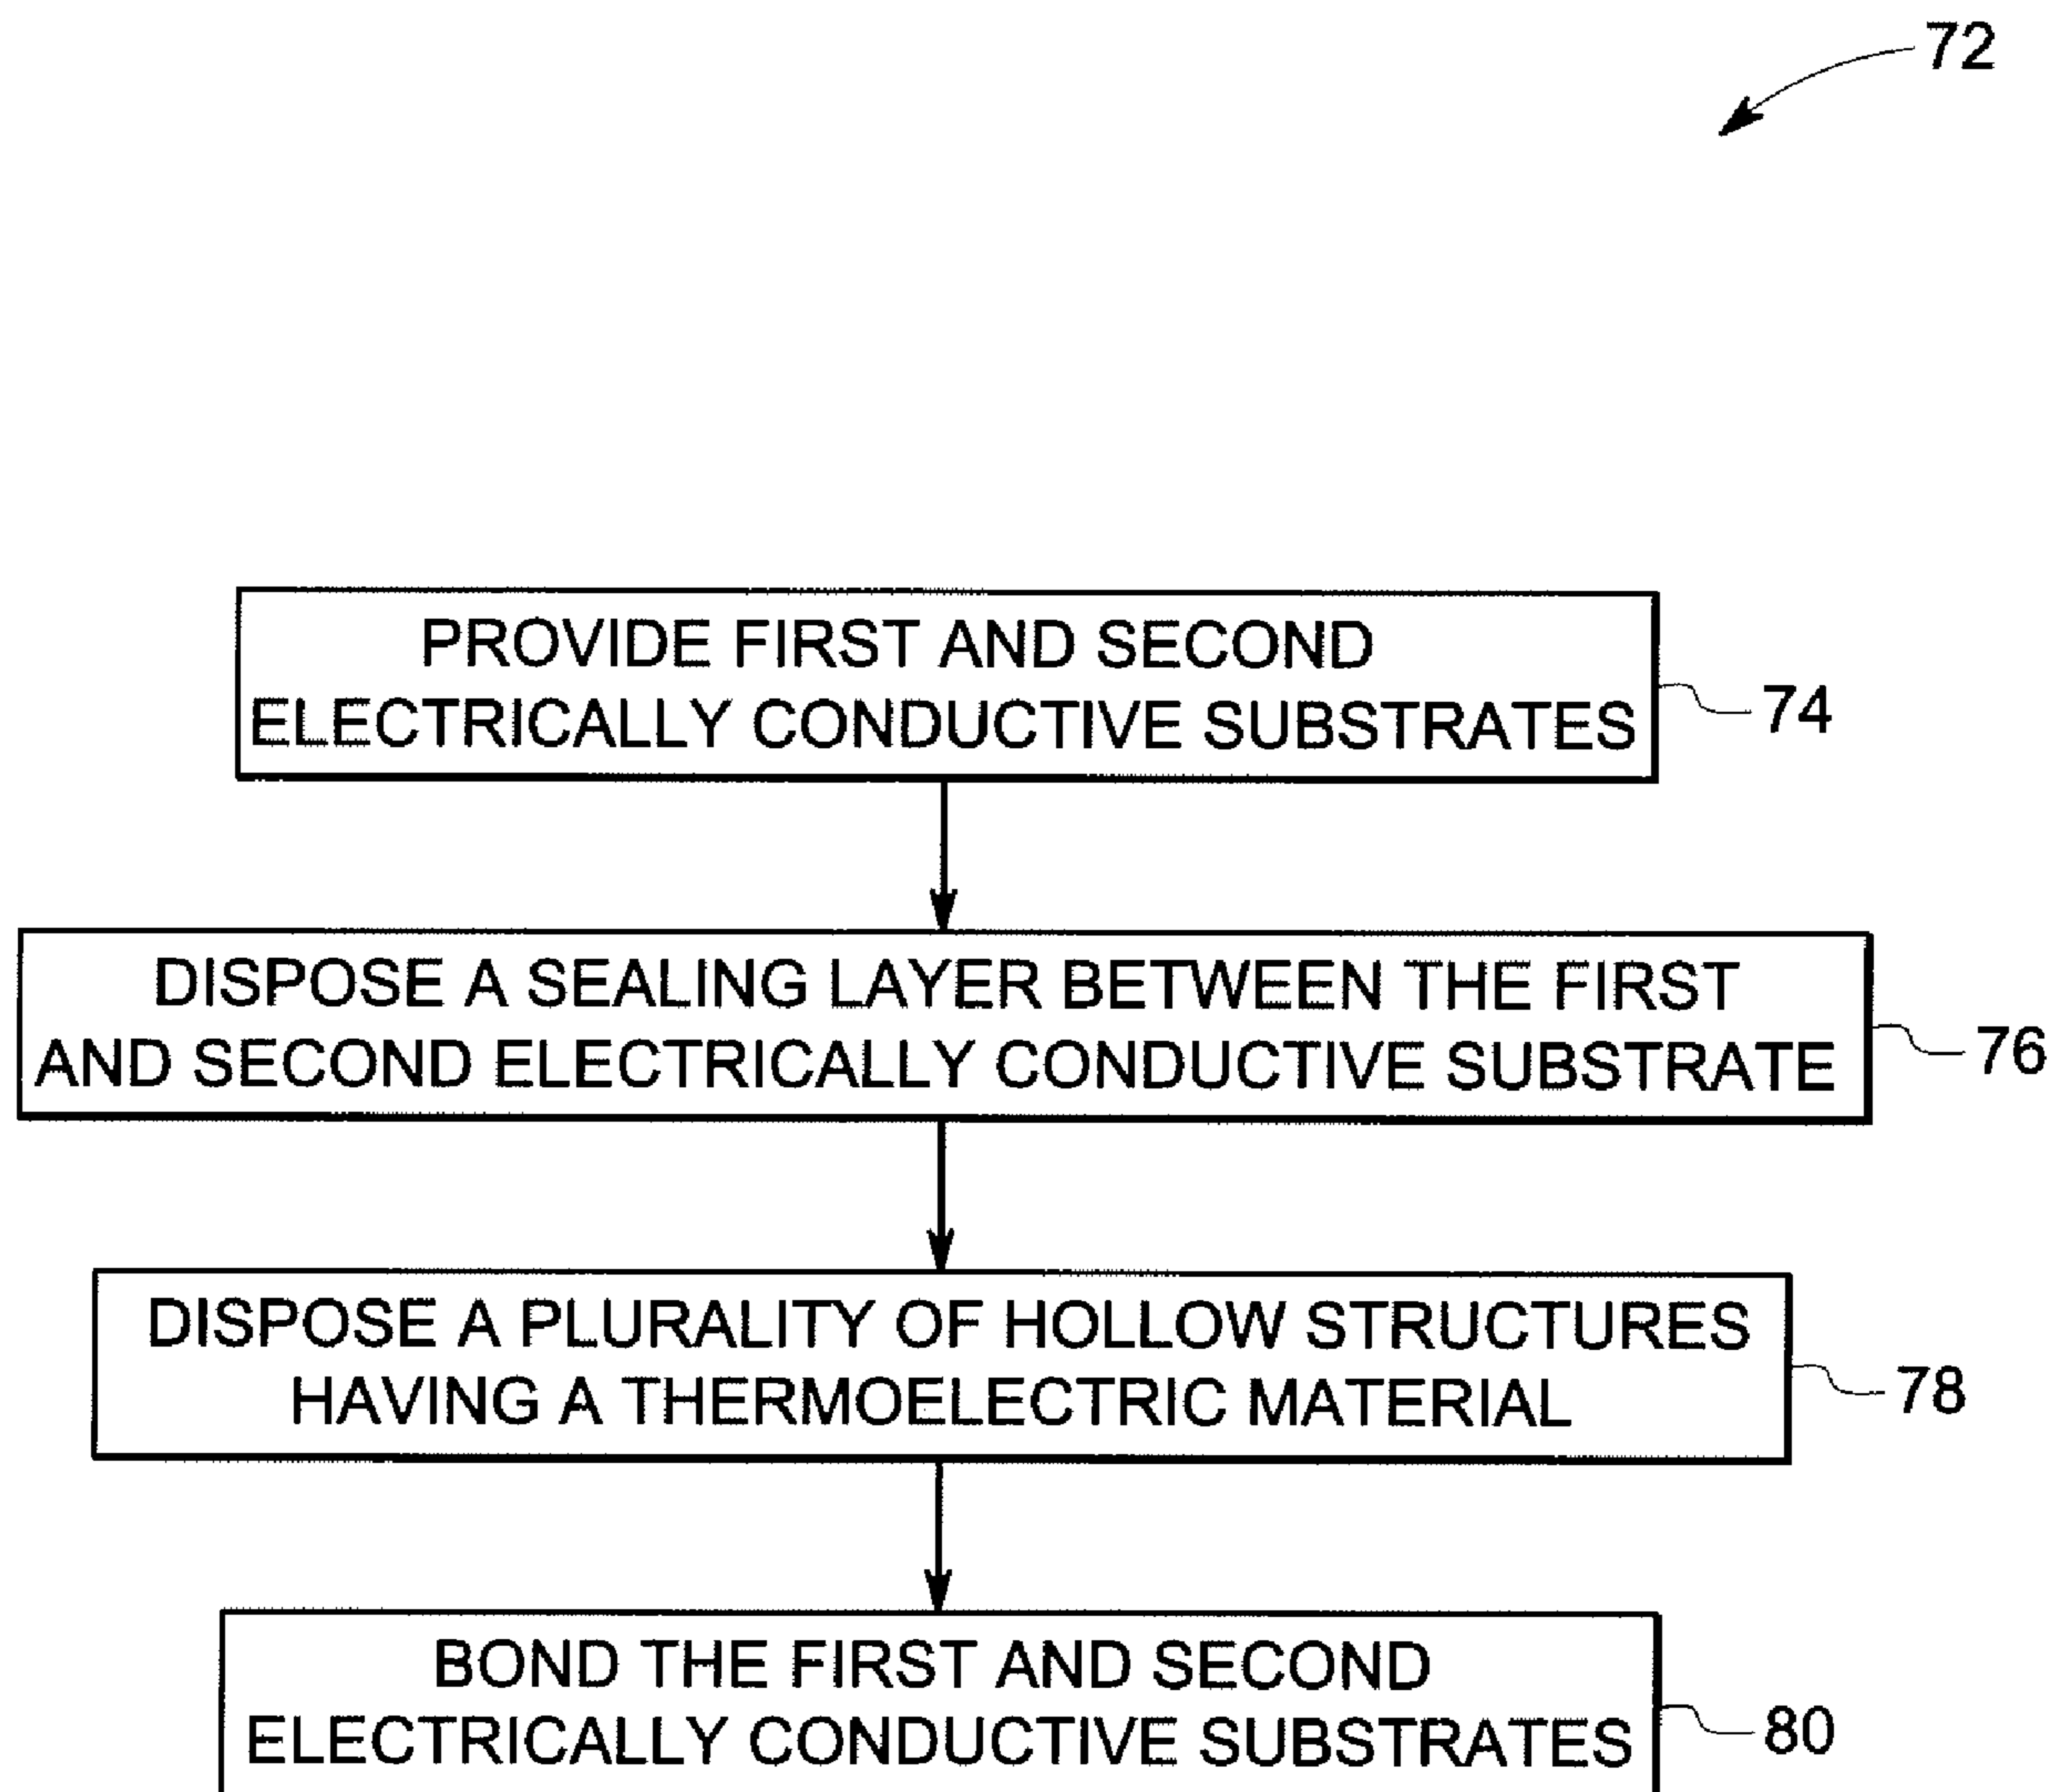 72
PROVIDE FIRST AND SECOND
ELECTRICALLY CONDUCTIVE SUBSTRATES
74
DISPOSE A SEALING LAYER BETWEEN THE FIRST
AND SECOND ELECTRICALLY CONDUCTIVE SUBSTRATE
76
DISPOSE A PLURALITY OF HOLLOW STRUCTURES
HAVING A THERMOELECTRIC MATERIAL
78
BOND THE FIRST AND SECOND
ELECTRICALLY CONDUCTIVE SUBSTRATES
80